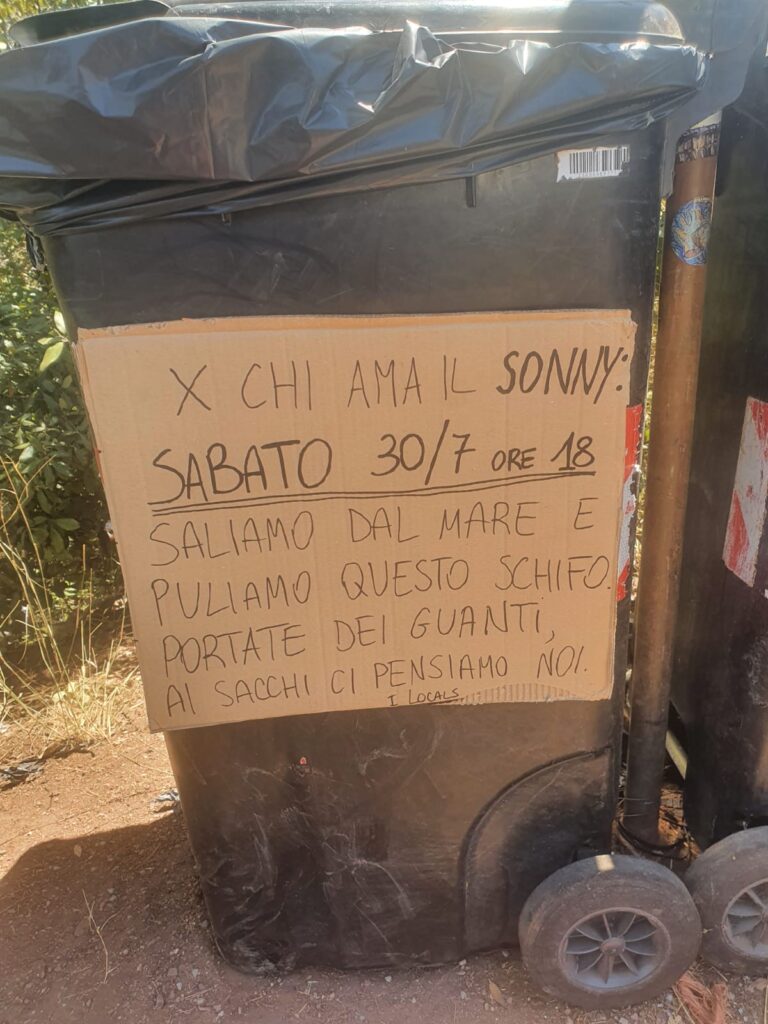 X CHI AMA IL SONNY:
SABATO 30/7 ORE 18
SALIAMO DAL MARE E
PULIAMO QUESTO SCHIFO.
PORTATE DEI GUANTI,
AI SACCHI CI PENSIAMO NOI.
I LOCALS